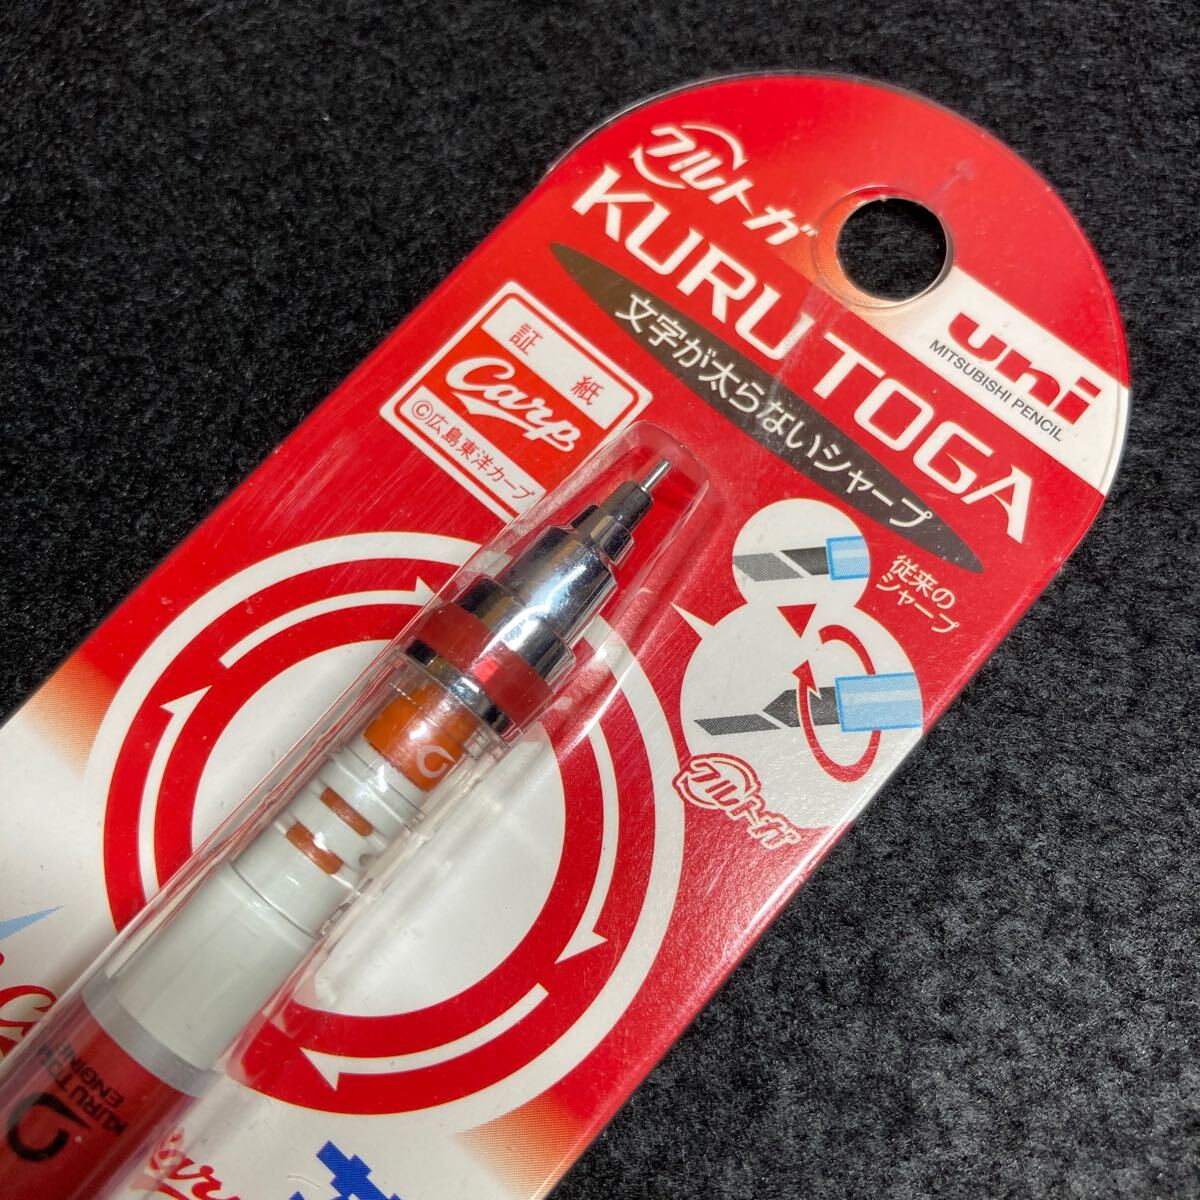 クルトガ
KURU TOGA
uni
MITSUBISHI PENCIL
文字が太らないシャープ
証紙
Carp
©広島東洋カープ
従来の
シャープ
クルトガ
KURU TOGA
ENGINE